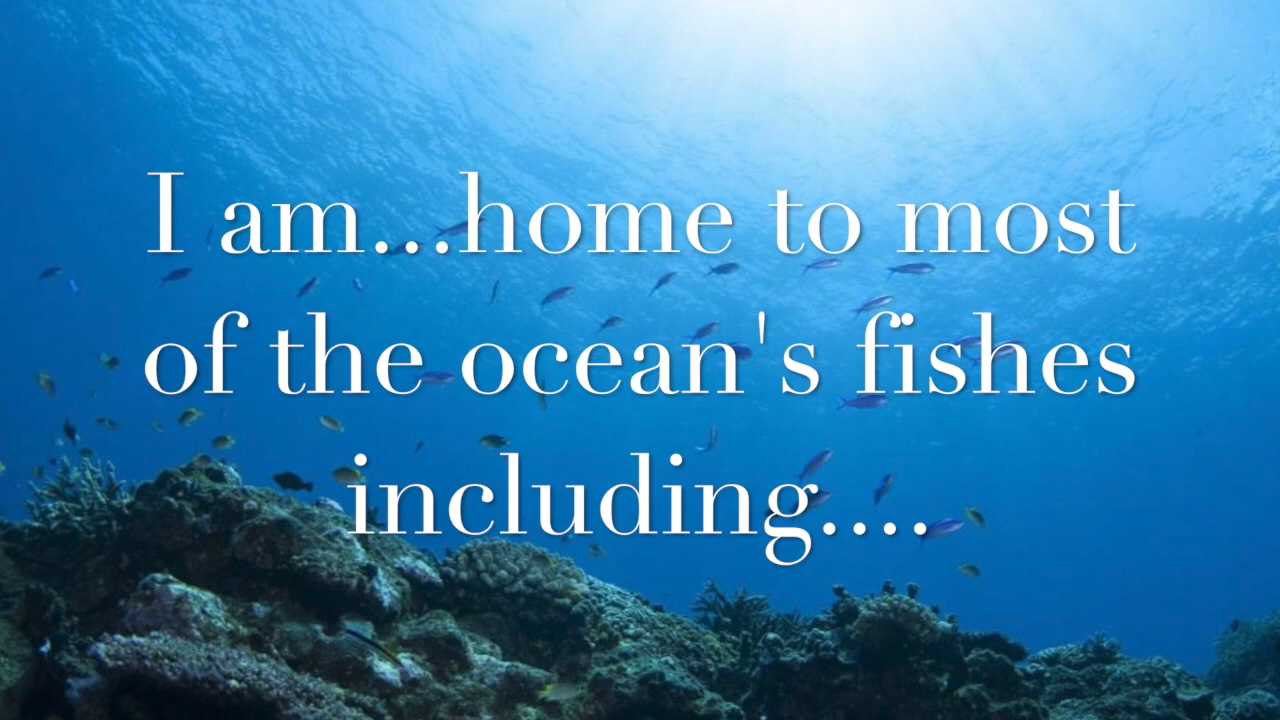 I am...home to most
of the ocean's fishes
including....